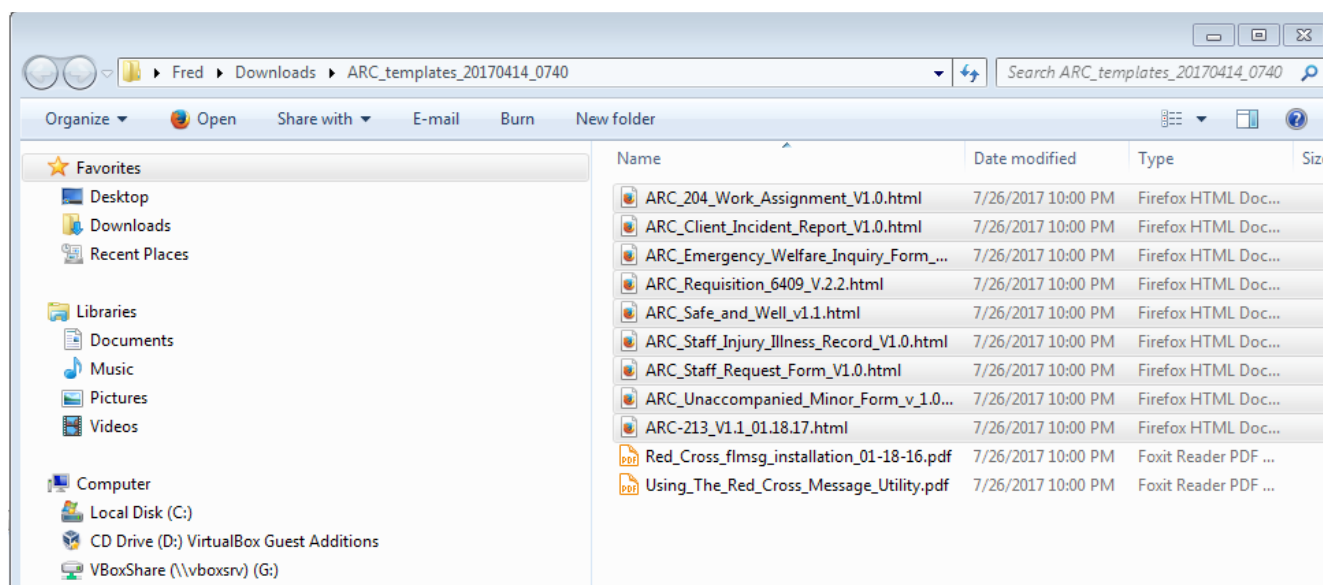 Fred Downloads ARC_templates_20170414_0740 Search ARC_templates_20170414_0740
Organize Open Share with E-mail Burn New folder
Favorites
Desktop
Downloads
Recent Places
Libraries
Documents
Music
Pictures
Videos
Computer
Local Disk (C:)
CD Drive (D:) VirtualBox Guest Additions
VBoxShare (\\vboxsrv) (G:)
Name Date modified Type Siz
ARC_204_Work_Assignment_V1.0.html 7/26/2017 10:00 PM Firefox HTML Doc...
ARC_Client_Incident_Report_V1.0.html 7/26/2017 10:00 PM Firefox HTML Doc...
ARC_Emergency_Welfare_Inquiry_Form_... 7/26/2017 10:00 PM Firefox HTML Doc...
ARC_Requisition_6409_V.2.2.html 7/26/2017 10:00 PM Firefox HTML Doc...
ARC_Safe_and_Well_v1.1.html 7/26/2017 10:00 PM Firefox HTML Doc...
ARC_Staff_Injury_Illness_Record_V1.0.html 7/26/2017 10:00 PM Firefox HTML Doc...
ARC_Staff_Request_Form_V1.0.html 7/26/2017 10:00 PM Firefox HTML Doc...
ARC_Unaccompanied_Minor_Form_v_1.0... 7/26/2017 10:00 PM Firefox HTML Doc...
ARC-213_V1.1_01.18.17.html 7/26/2017 10:00 PM Firefox HTML Doc...
Red_Cross_flmsg_installation_01-18-16.pdf 7/26/2017 10:00 PM Foxit Reader PDF ...
Using_The_Red_Cross_Message_Utility.pdf 7/26/2017 10:00 PM Foxit Reader PDF ...